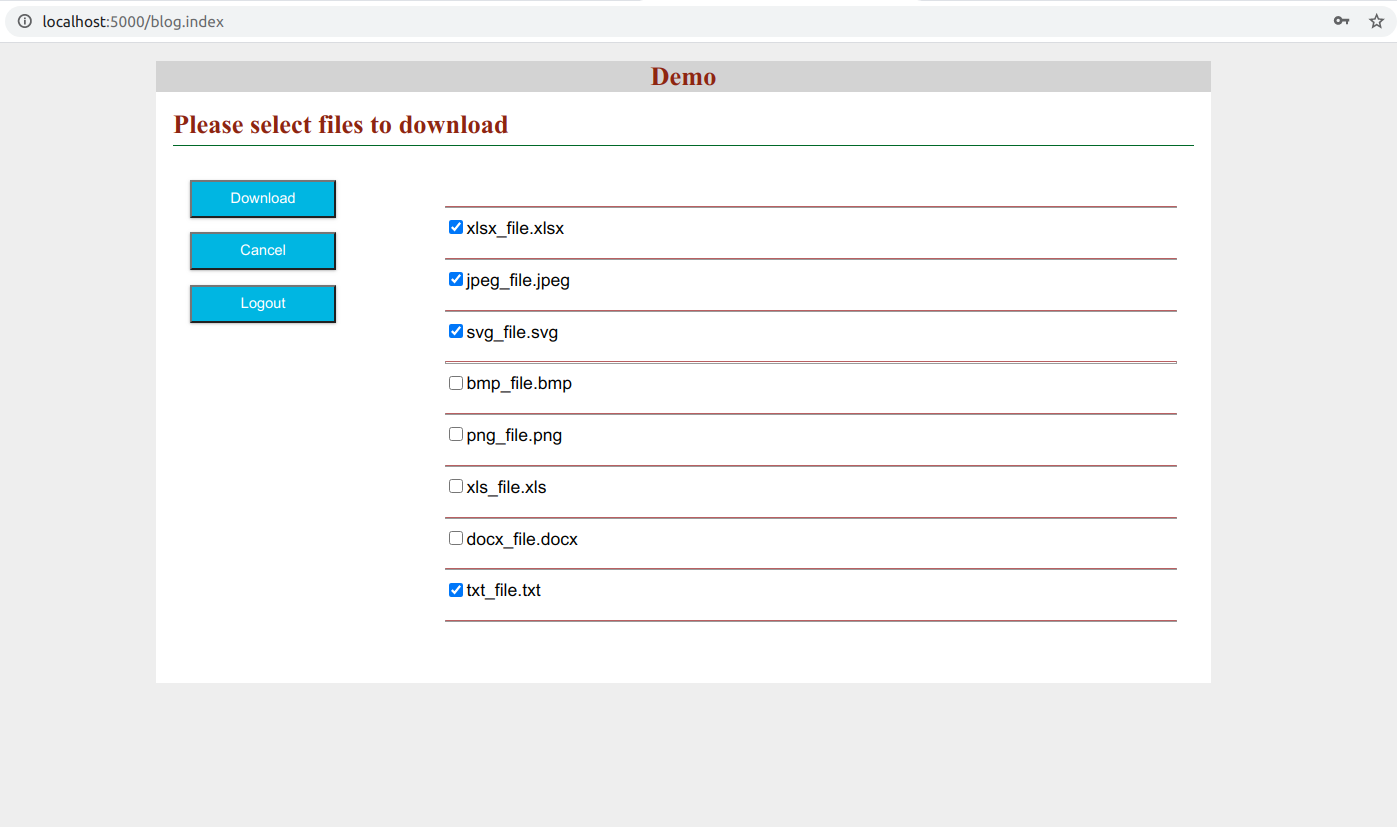 localhost:5000/blog.index
Demo
Please select files to download
Download
Cancel
Logout
xlsx_file.xlsx
jpeg_file.jpeg
svg_file.svg
bmp_file.bmp
png_file.png
xls_file.xls
docx_file.docx
txt_file.txt